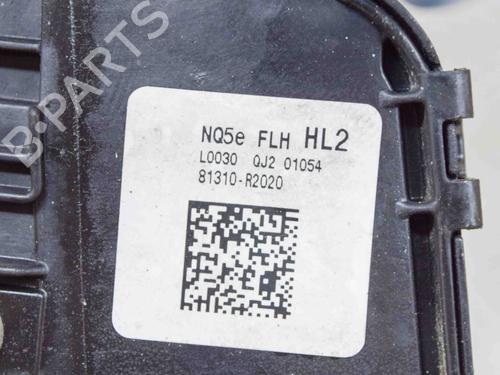 B-PARTS
NQ5e FLH HL2
L0030 QJ2 01054
81310-R2020